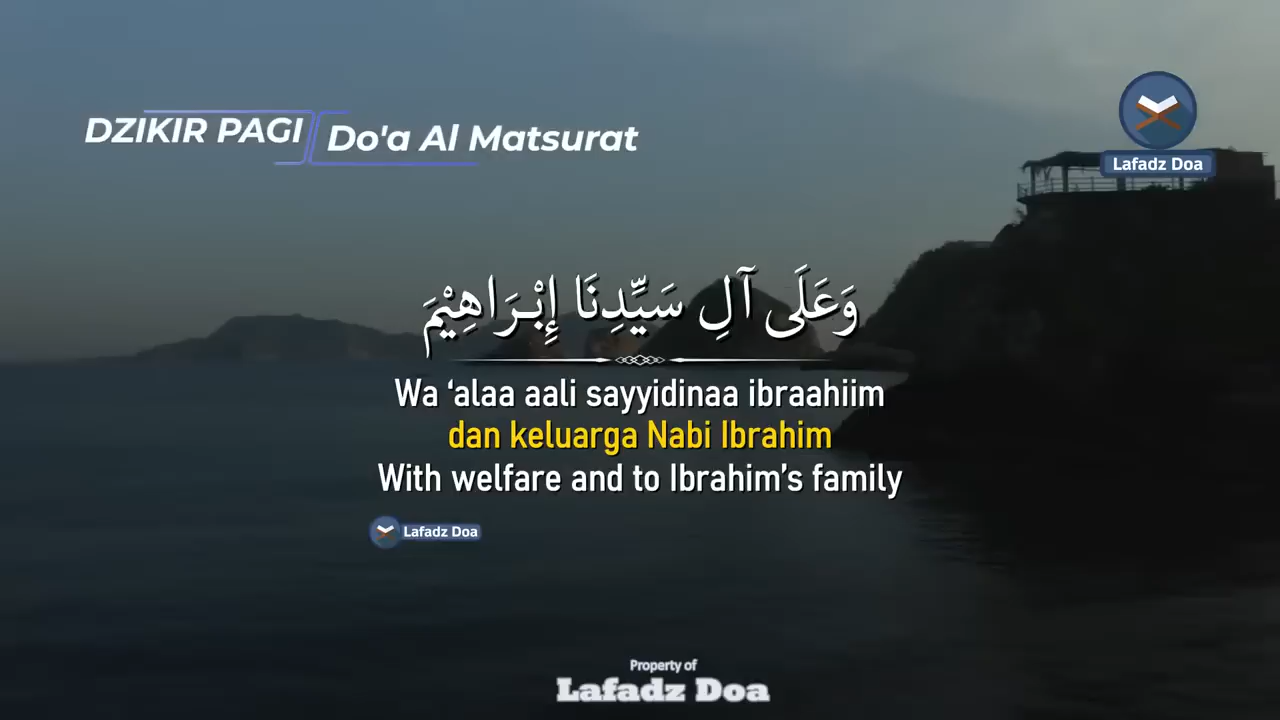 DZIKIR PAGI Do'a Al Matsurat
Lafadz Doa
وَعَلَى آلِ سَيِّدِنَا إِبْرَاهِيْمَ
Wa ‘alaa aali sayyidinaa ibraahiim
dan keluarga Nabi Ibrahim
With welfare and to Ibrahim’s family
Lafadz Doa
Property of
Lafadz Doa